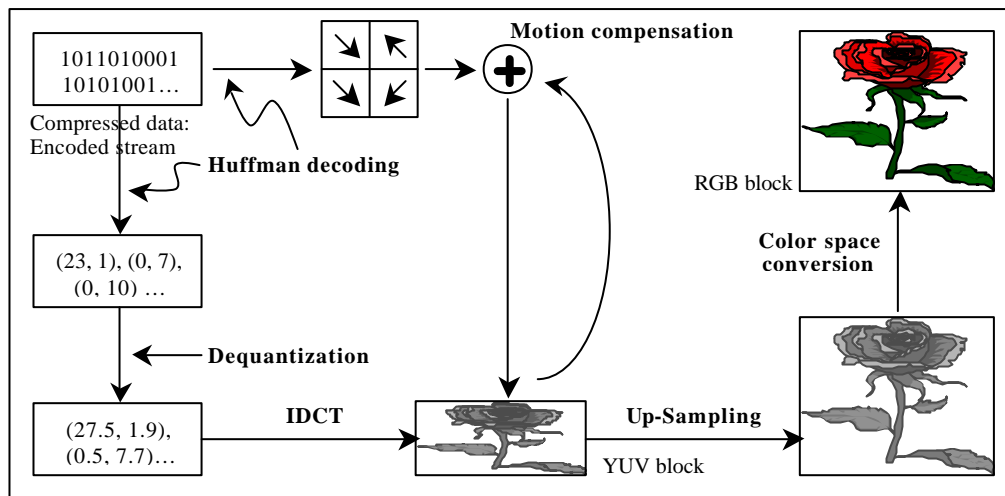 1011010001
10101001…
Compressed data:
Encoded stream
Motion compensation
Huffman decoding
RGB block
(23, 1), (0, 7),
(0, 10) …
Color space
conversion
Dequantization
(27.5, 1.9),
(0.5, 7.7)…
IDCT
Up-Sampling
YUV block